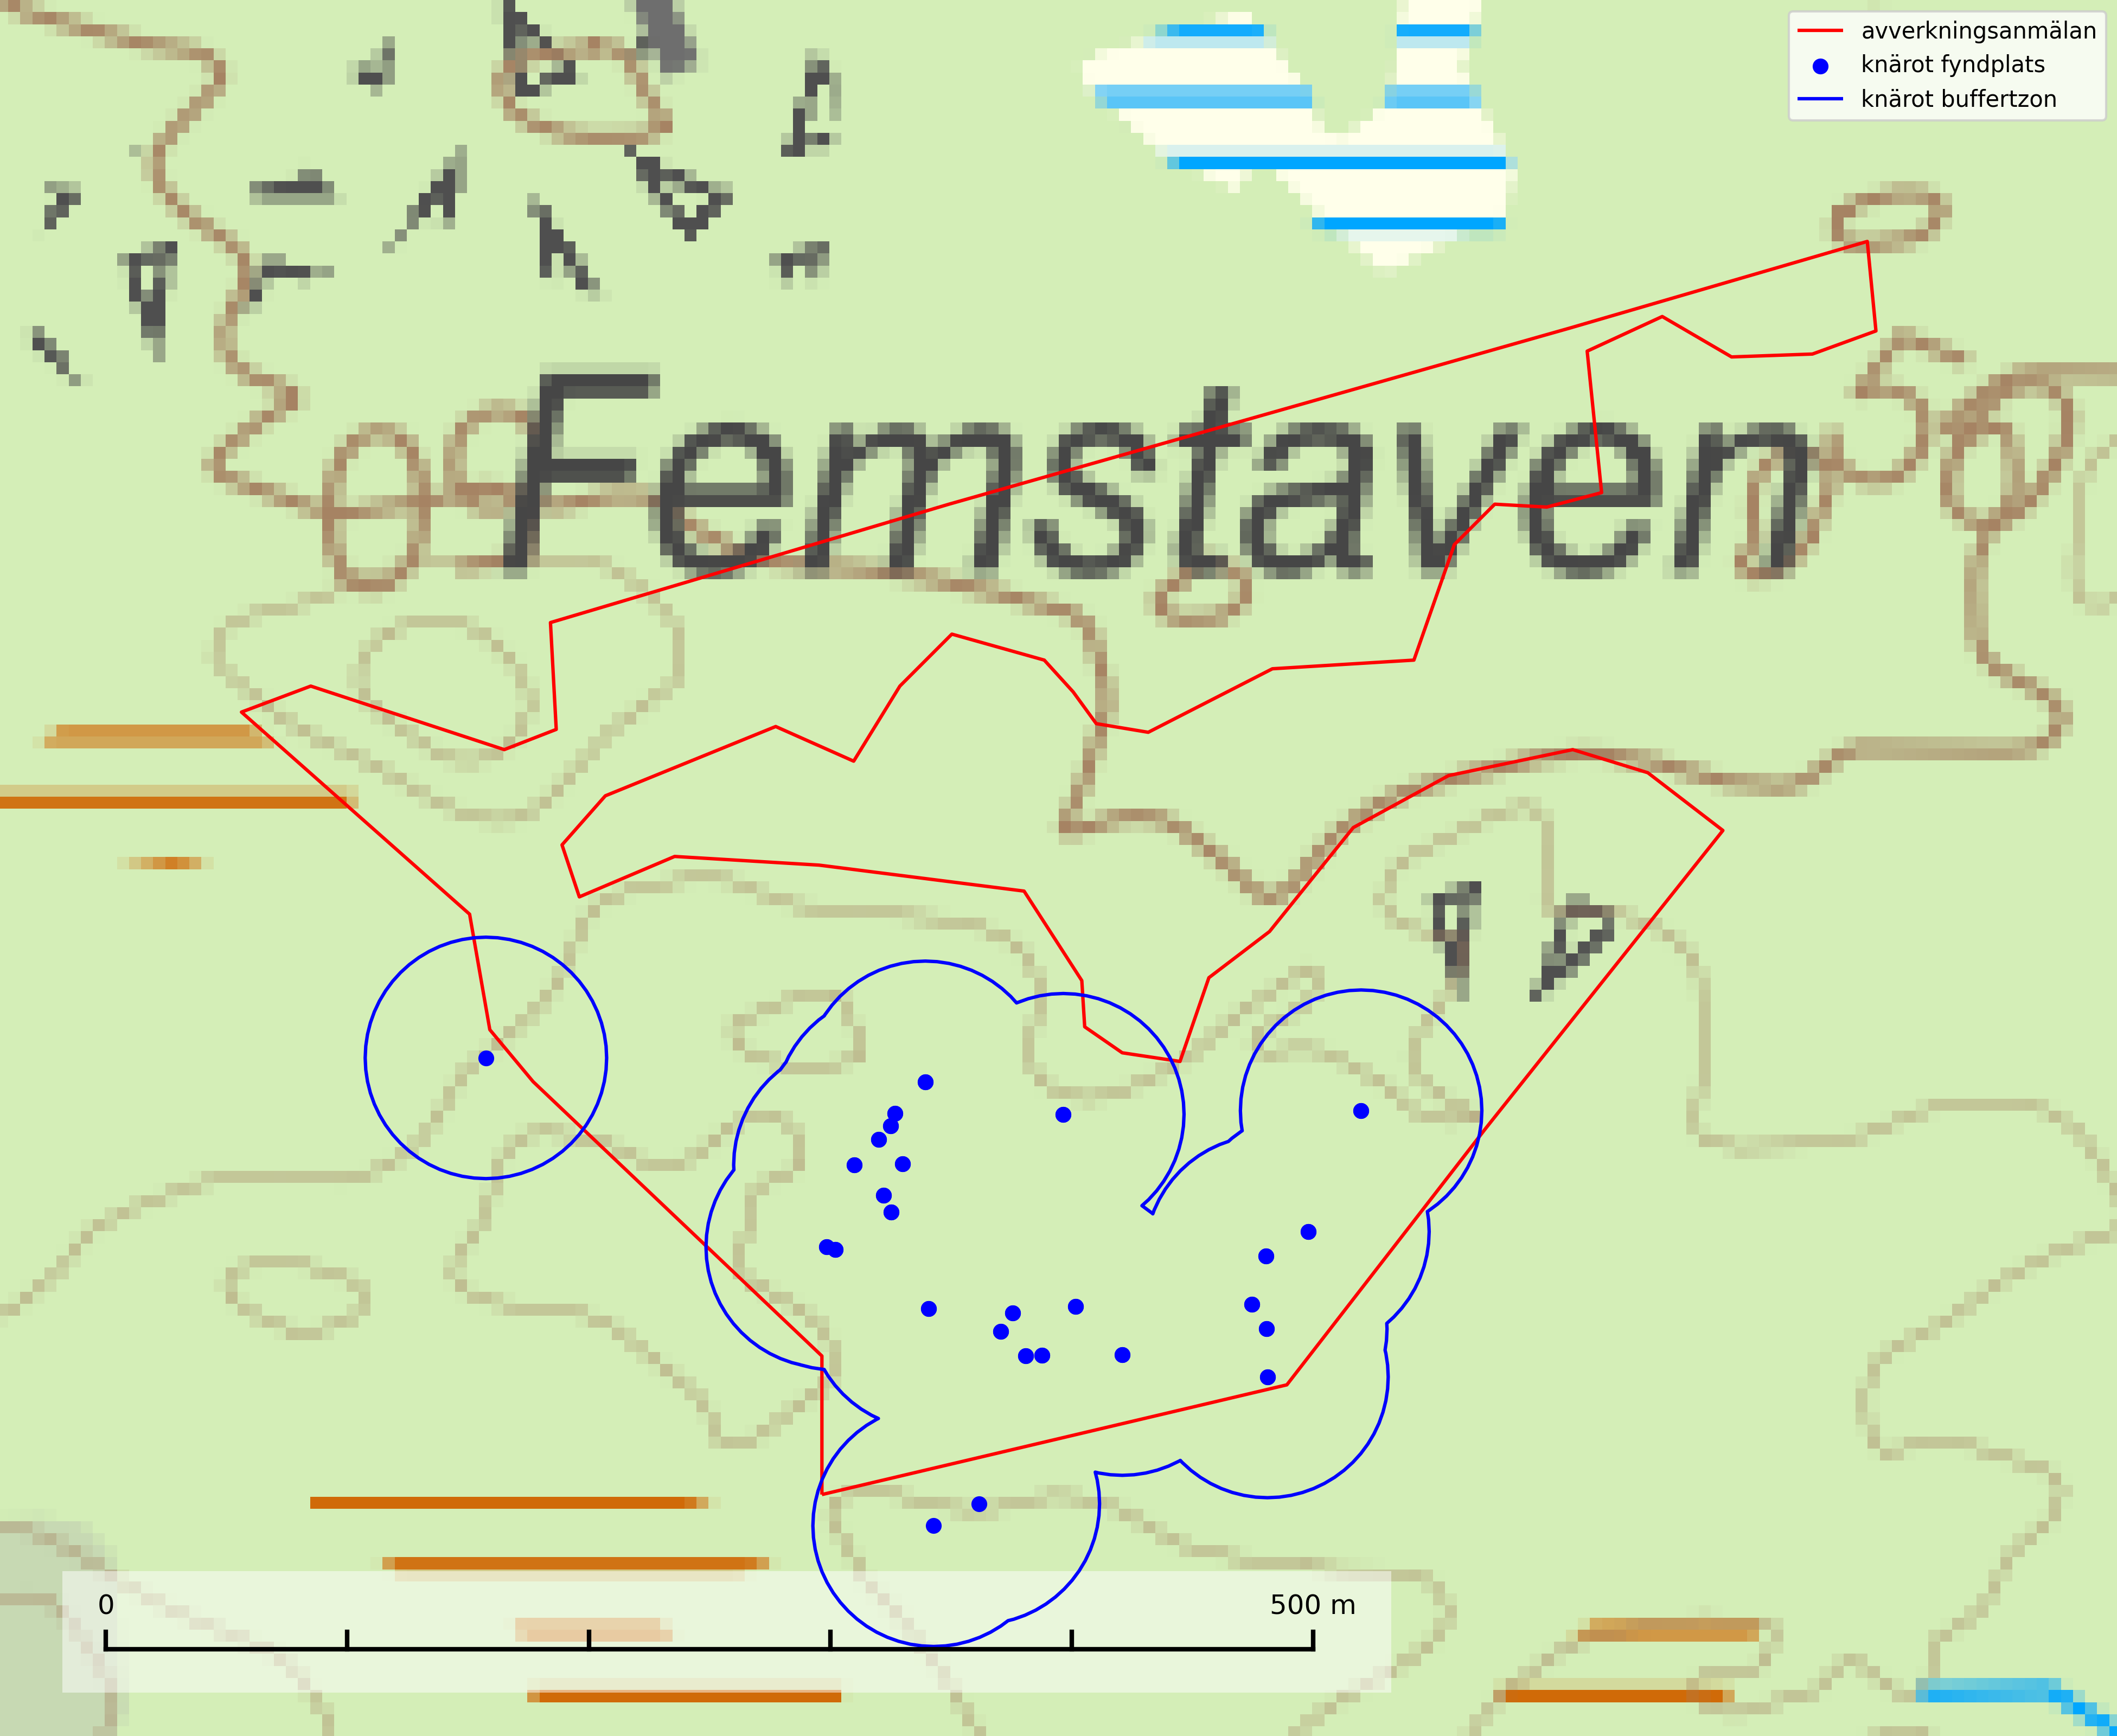 avverkningsanmälan
knärot fyndplats
knärot buffertzon
Femstaven
0
500 m